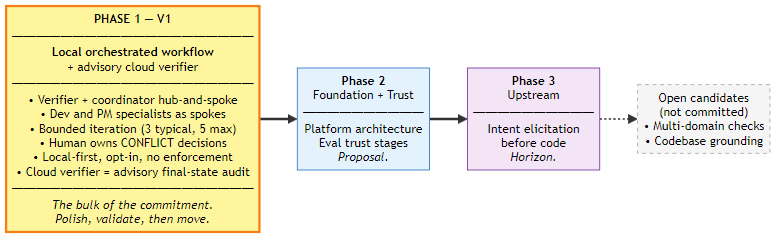 PHASE 1 — V1
Local orchestrated workflow
+ advisory cloud verifier
• Verifier + coordinator hub-and-spoke
• Dev and PM specialists as spokes
• Bounded iteration (3 typical, 5 max)
• Human owns CONFLICT decisions
• Local-first, opt-in, no enforcement
• Cloud verifier = advisory final-state audit
The bulk of the commitment.
Polish, validate, then move.
Phase 2
Foundation + Trust
Platform architecture
Eval trust stages
Proposal.
Phase 3
Upstream
Intent elicitation
before code
Horizon.
Open candidates
(not committed)
• Multi-domain checks
• Codebase grounding